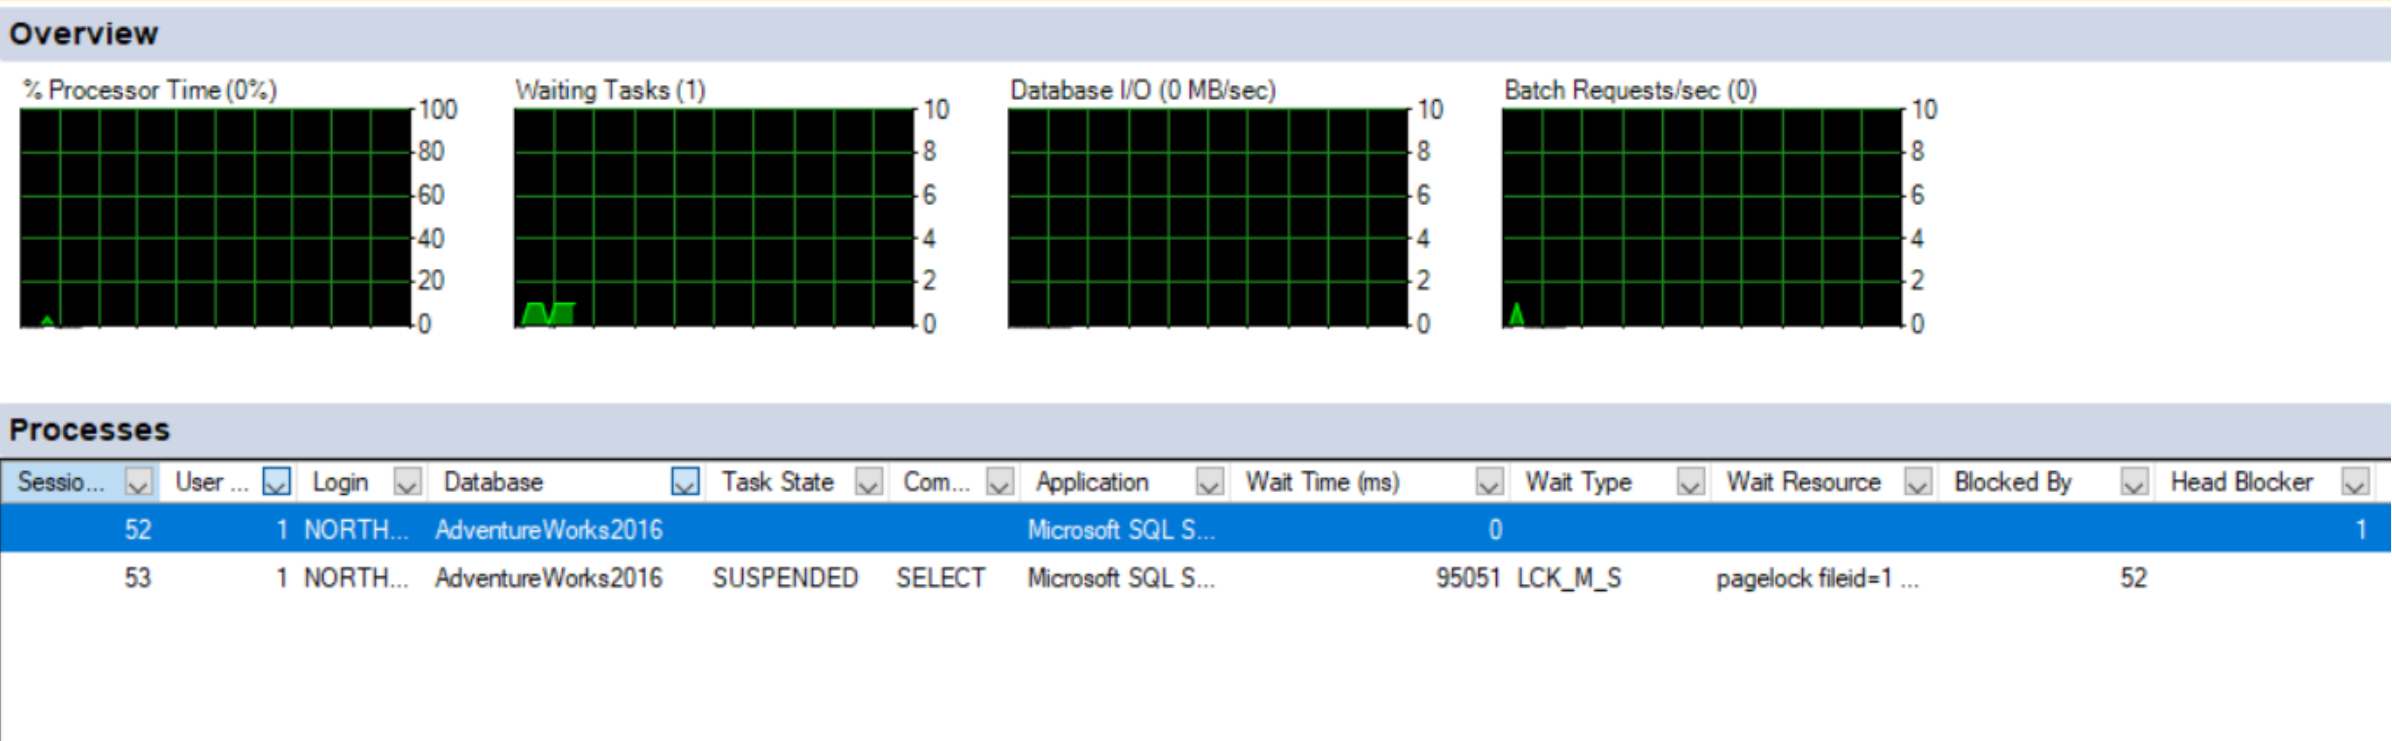 Overview
% Processor Time (0%) Waiting Tasks (1) Database I/O (0 MB/sec) Batch Requests/sec (0)
100 10 10 10
80 8 8 8
60 6 6 6
40 4 4 4
20 2 2 2
0 0 0 0
Processes
Sessio... User ... Login Database Task State Com... Application Wait Time (ms) Wait Type Wait Resource Blocked By Head Blocker
52 1 NORTH... AdventureWorks2016 Microsoft SQL S... 0 1
53 1 NORTH... AdventureWorks2016 SUSPENDED SELECT Microsoft SQL S... 95051 LCK_M_S pagelock fileid=1 ... 52